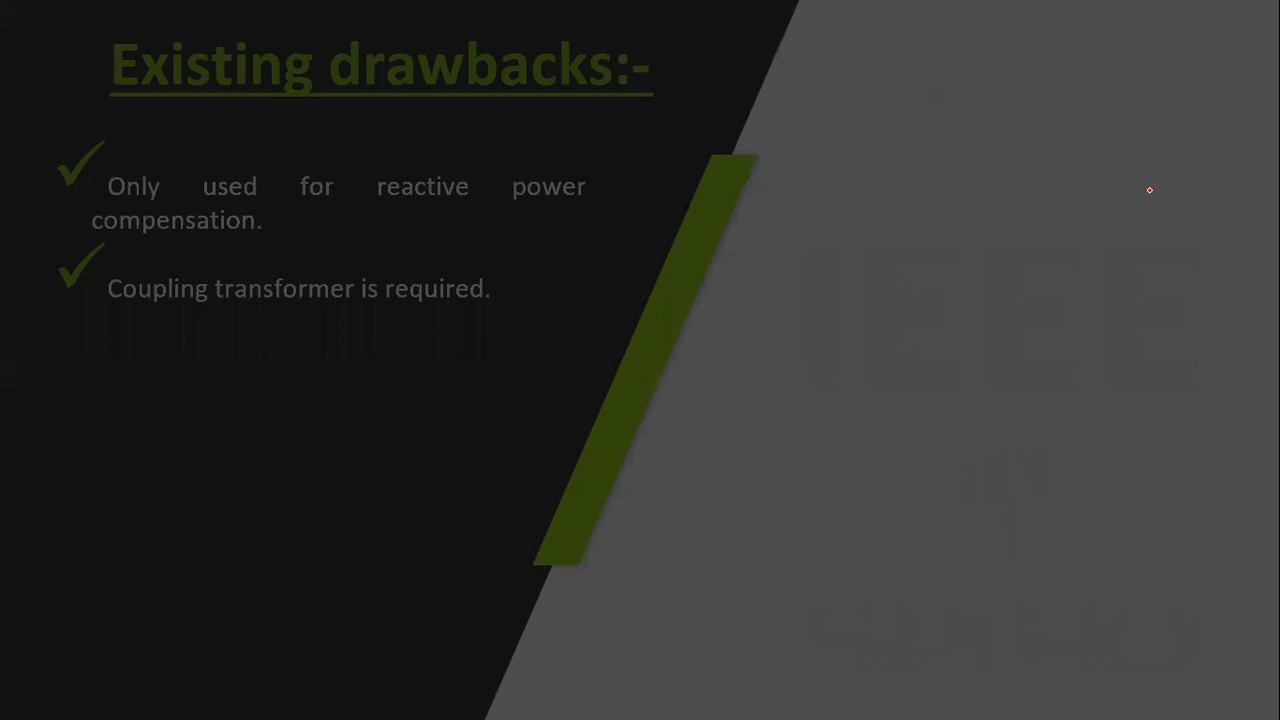 Existing drawbacks:-
Only used for reactive power
compensation.
Coupling transformer is required.